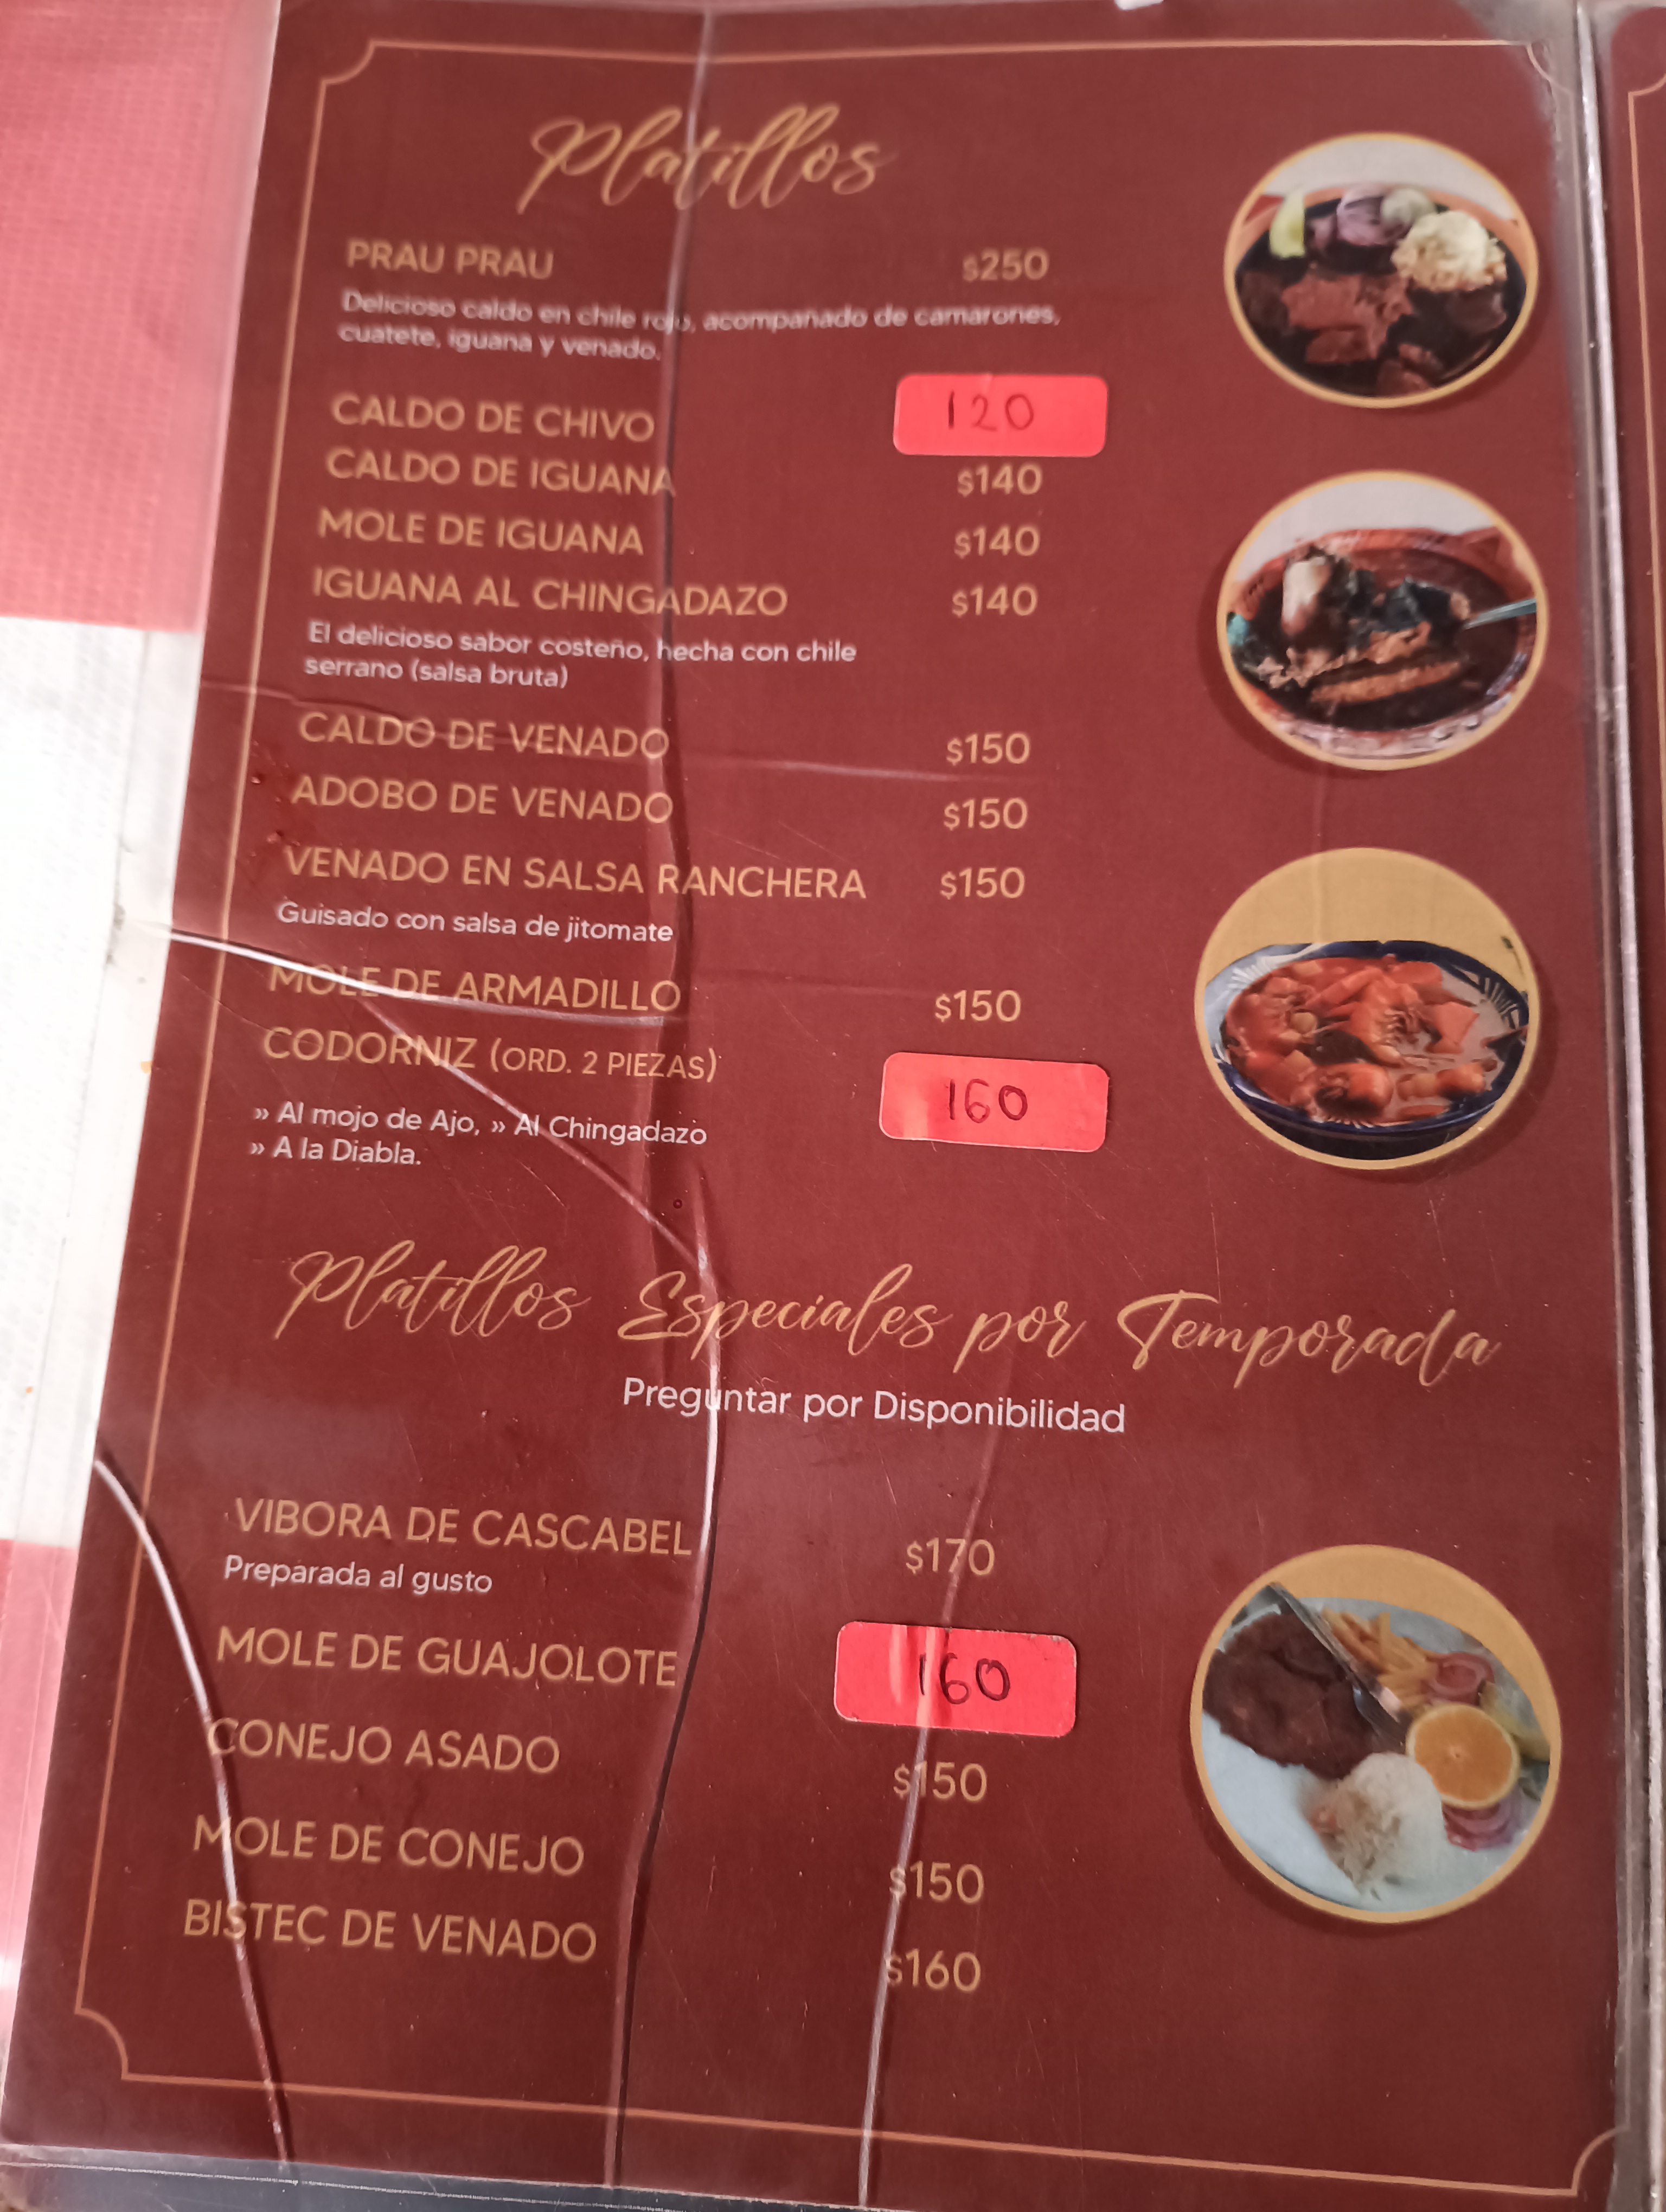 Platillos
PRAU PRAU $250
Delicioso caldo en chile rojo, acompañado de camarones,
cuatete, iguana y venado.
CALDO DE CHIVO 120
CALDO DE IGUANA $140
MOLE DE IGUANA $140
IGUANA AL CHINGADAZO $140
El delicioso sabor costeño, hecha con chile
serrano (salsa bruta)
CALDO DE VENADO $150
ADOBO DE VENADO $150
VENADO EN SALSA RANCHERA $150
Guisado con salsa de jitomate
MOLE DE ARMADILLO $150
CODORNIZ (ORD. 2 PIEZAS) 160
» Al mojo de Ajo, » Al Chingadazo
» A la Diabla.
Platillos Especiales por Temporada
Preguntar por Disponibilidad
VIBORA DE CASCABEL $170
Preparada al gusto
MOLE DE GUAJOLOTE 160
CONEJO ASADO $150
MOLE DE CONEJO $150
BISTEC DE VENADO $160